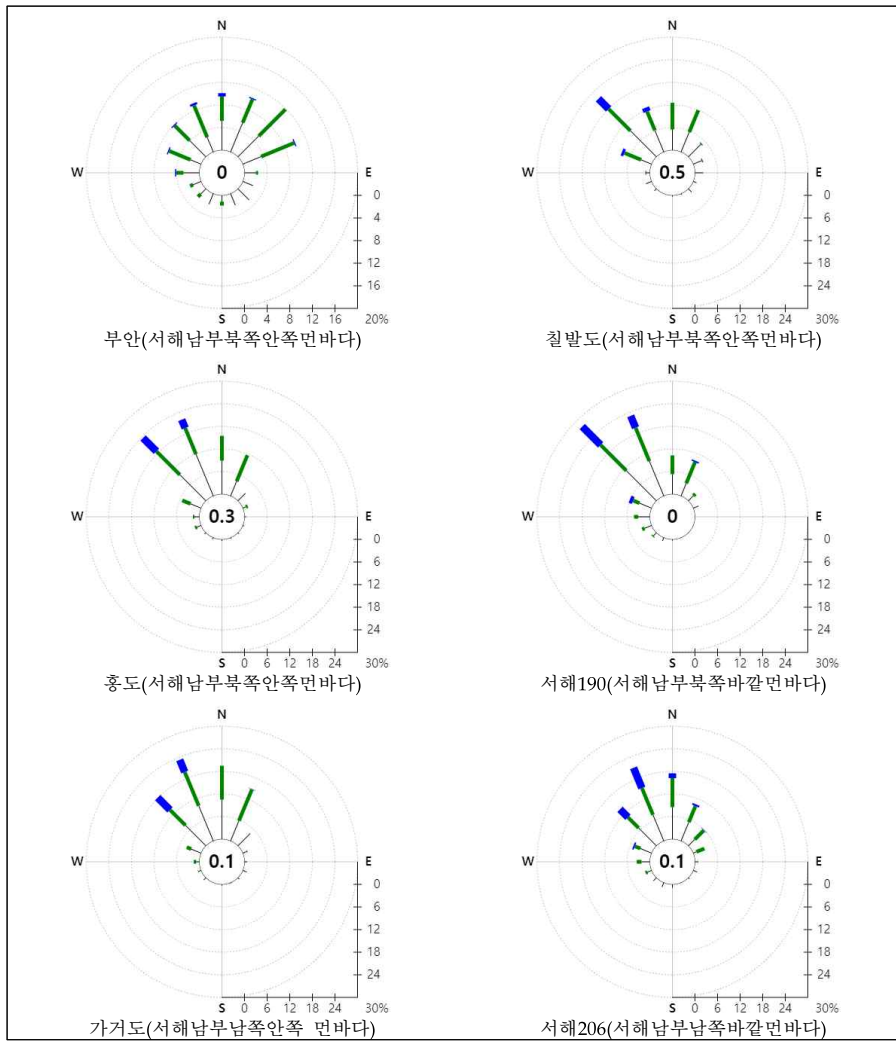 N
W
0
E
0
4
8
12
16
S 0 4 8 12 16 20%
부안(서해남부북쪽안쪽먼바다)
N
W
0.5
E
0
6
12
18
24
S 0 6 12 18 24 30%
칠발도(서해남부북쪽안쪽먼바다)
N
W
0.3
E
0
6
12
18
24
S 0 6 12 18 24 30%
홍도(서해남부북쪽안쪽먼바다)
N
W
0
E
0
6
12
18
24
S 0 6 12 18 24 30%
서해190(서해남부북쪽바깥먼바다)
N
W
0.1
E
0
6
12
18
24
S 0 6 12 18 24 30%
가거도(서해남부남쪽안쪽 먼바다)
N
W
0.1
E
0
6
12
18
24
S 0 6 12 18 24 30%
서해206(서해남부남쪽바깥먼바다)